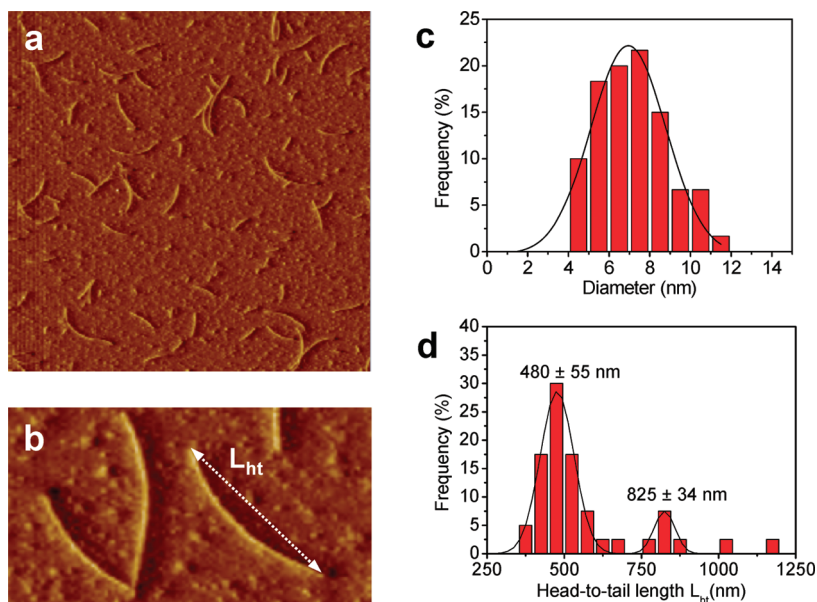 a
b
L_ht
c
Frequency (%)
25
20
15
10
5
0
0 2 4 6 8 10 12 14
Diameter (nm)
d
Frequency (%)
40
35
30
25
20
15
10
5
0
480 ± 55 nm
825 ± 34 nm
250 500 750 1000 1250
Head-to-tail length L_ht(nm)